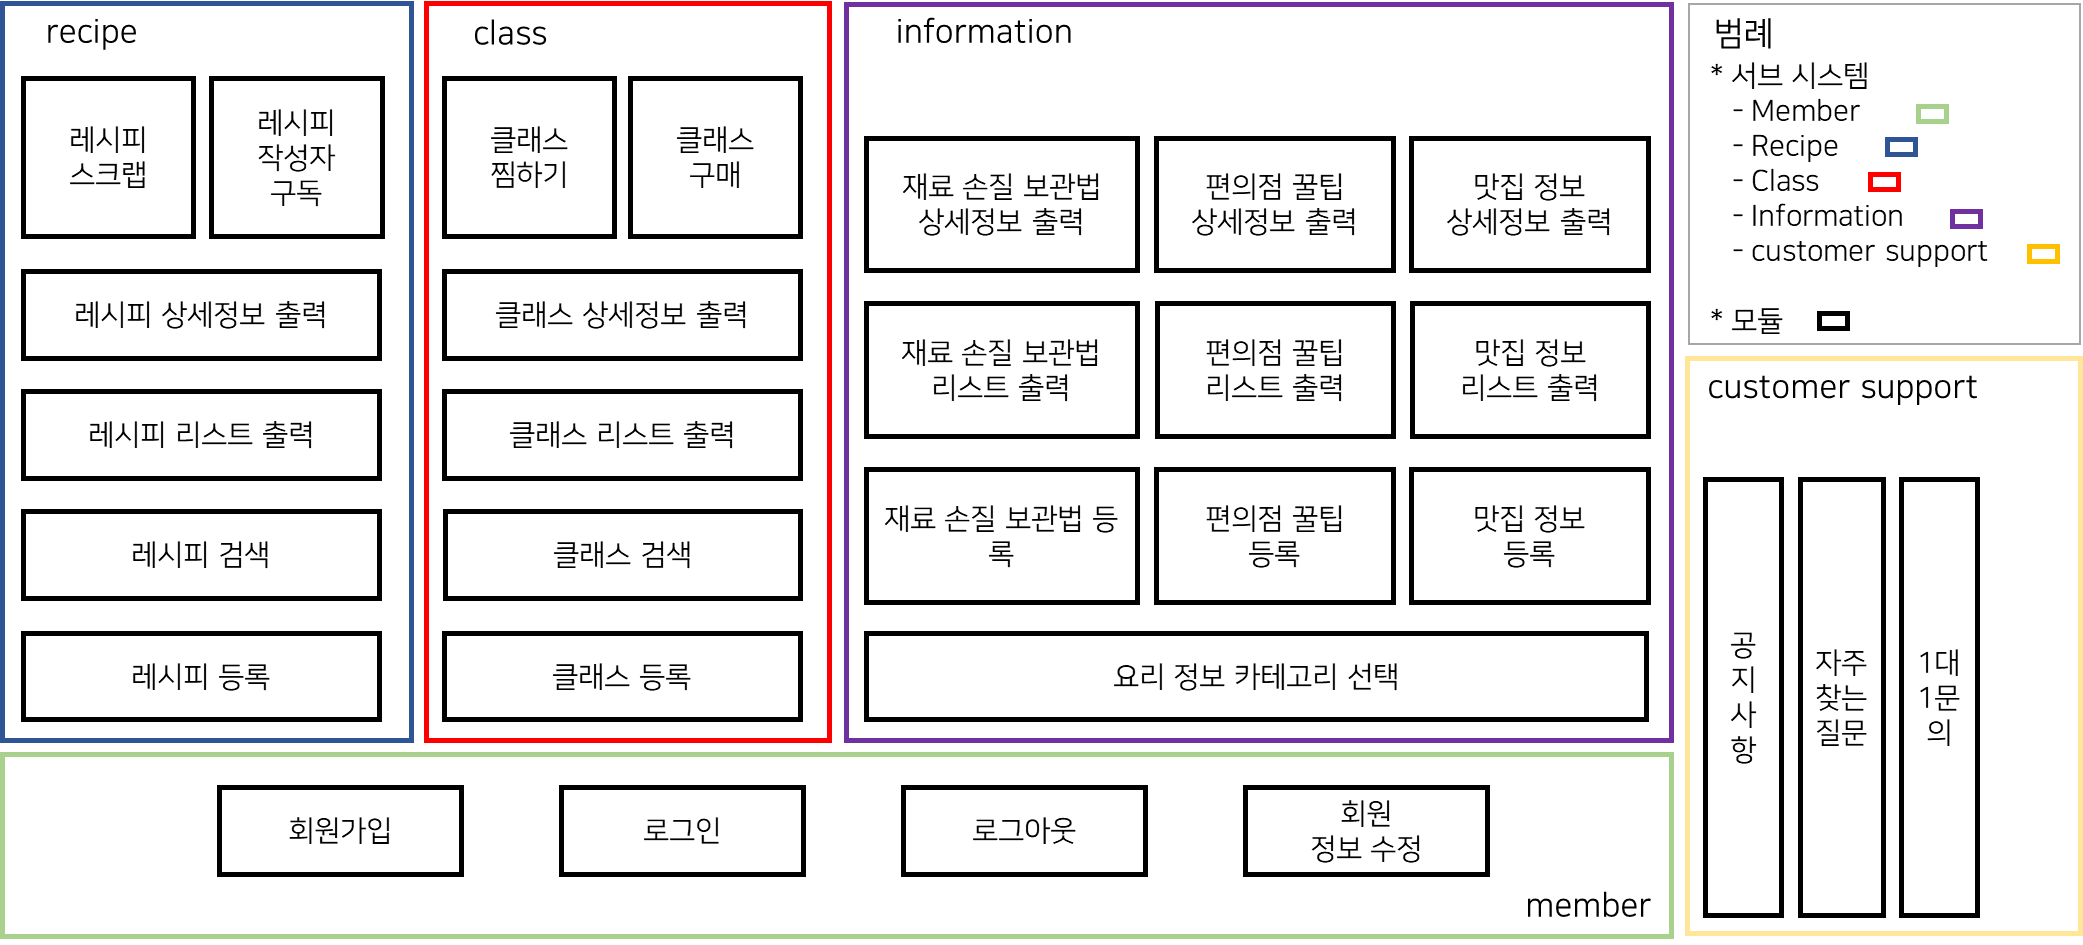 recipe
레시피
스크랩
레시피
작성자
구독
레시피 상세정보 출력
레시피 리스트 출력
레시피 검색
레시피 등록
class
클래스
찜하기
클래스
구매
클래스 상세정보 출력
클래스 리스트 출력
클래스 검색
클래스 등록
information
재료 손질 보관법
상세정보 출력
편의점 꿀팁
상세정보 출력
맛집 정보
상세정보 출력
재료 손질 보관법
리스트 출력
편의점 꿀팁
리스트 출력
맛집 정보
리스트 출력
재료 손질 보관법 등
록
편의점 꿀팁
등록
맛집 정보
등록
요리 정보 카테고리 선택
범례
* 서브 시스템
- Member
- Recipe
- Class
- Information
- customer support
* 모듈
customer support
공
지
사
항
자주
찾는
질문
1대
1문
의
회원가입
로그인
로그아웃
회원
정보 수정
member